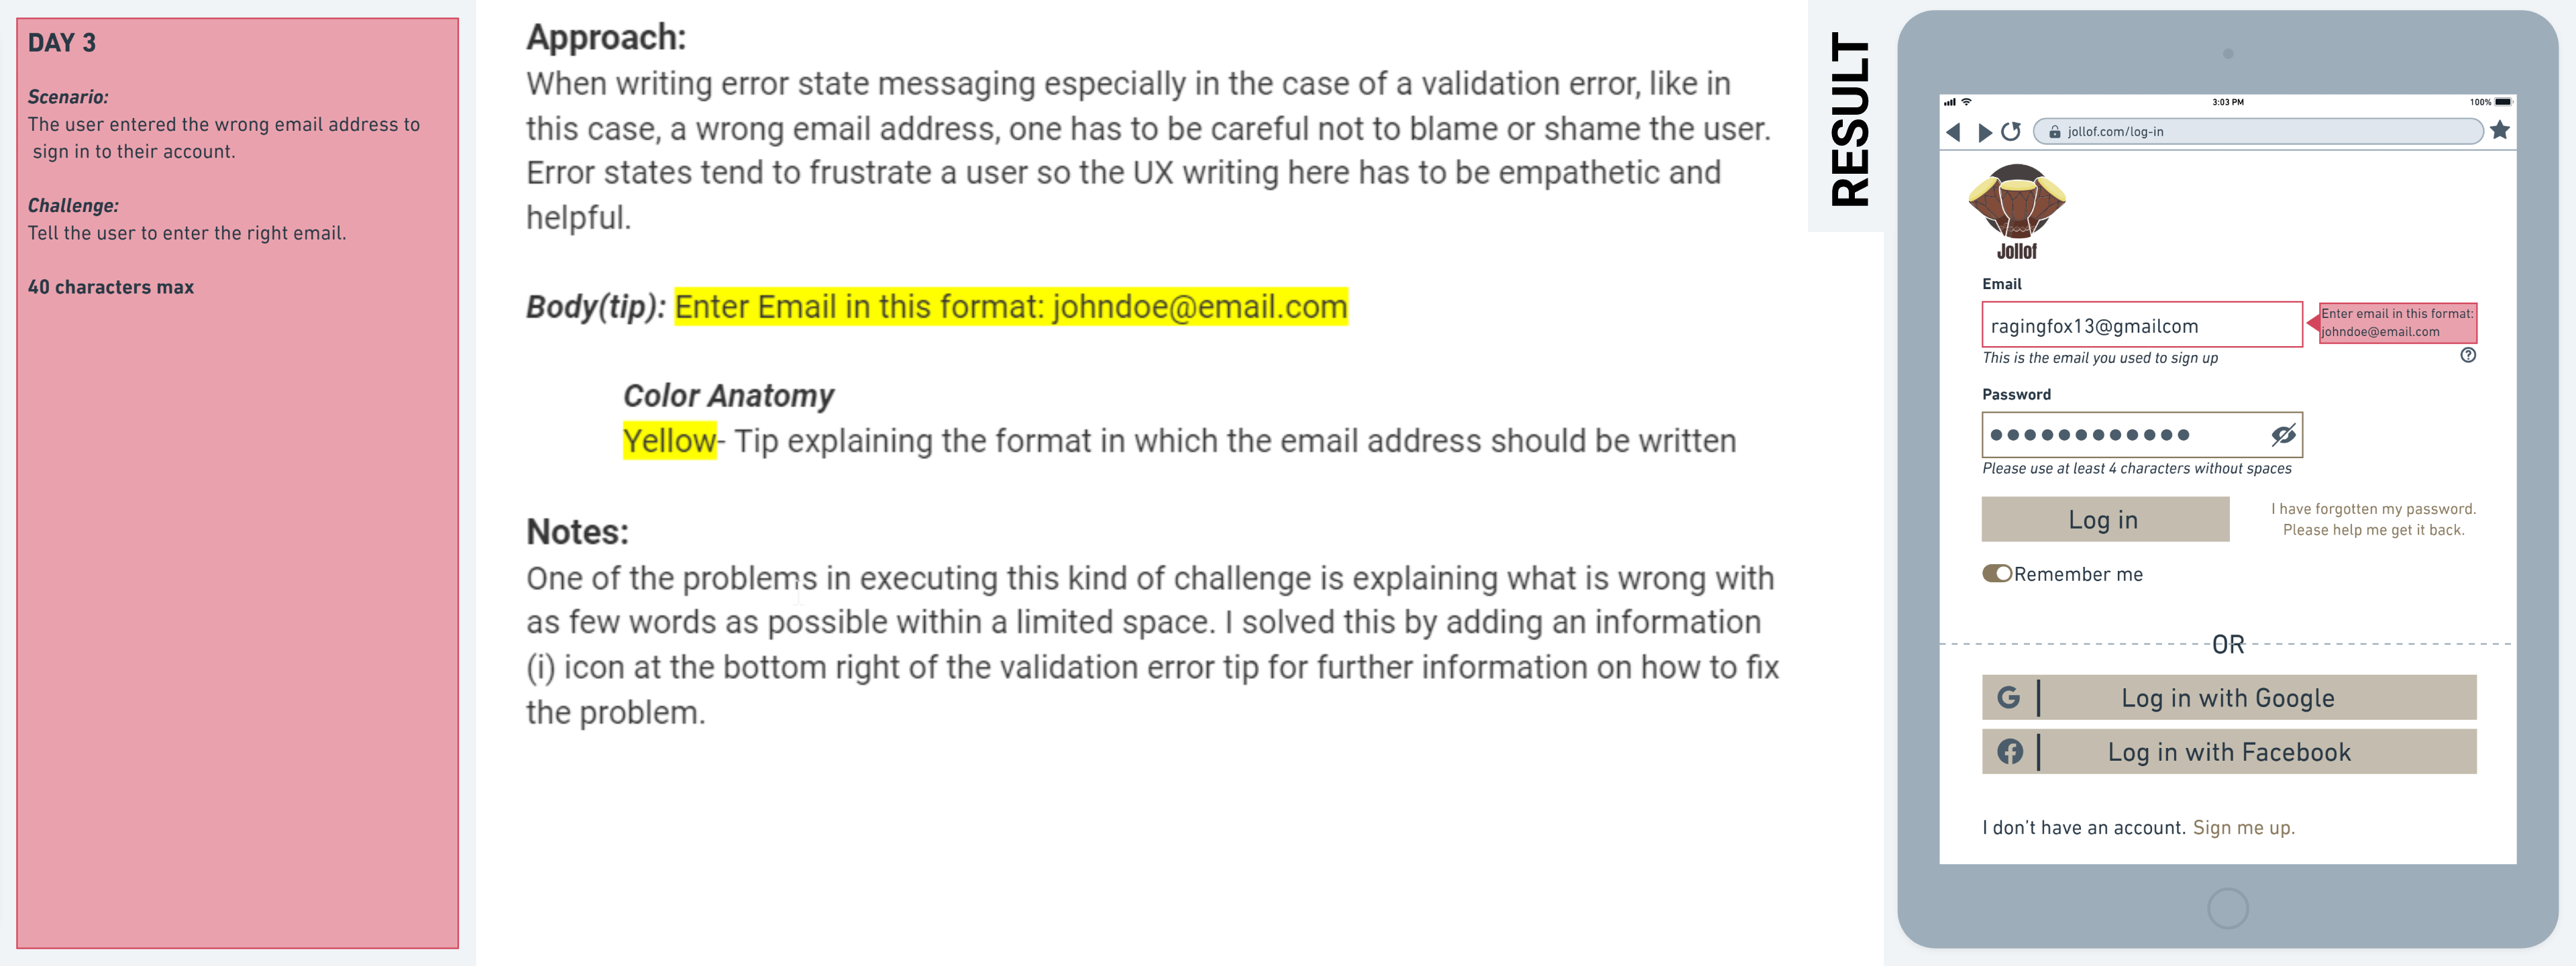 DAY 3
Scenario:
The user entered the wrong email address to
sign in to their account.
Challenge:
Tell the user to enter the right email.
40 characters max
Approach:
When writing error state messaging especially in the case of a validation error, like in
this case, a wrong email address, one has to be careful not to blame or shame the user.
Error states tend to frustrate a user so the UX writing here has to be empathetic and
helpful.
Body(tip): Enter Email in this format: johndoe@email.com
Color Anatomy
Yellow- Tip explaining the format in which the email address should be written
Notes:
One of the problems in executing this kind of challenge is explaining what is wrong with
as few words as possible within a limited space. I solved this by adding an information
(i) icon at the bottom right of the validation error tip for further information on how to fix
the problem.
RESULT
3:03 PM
100%
jollof.com/log-in
Jollof
Email
ragingfox13@gmailcom
Enter email in this format:
johndoe@email.com
This is the email you used to sign up
?
Password
Please use at least 4 characters without spaces
Log in
I have forgotten my password.
Please help me get it back.
Remember me
OR
G
Log in with Google
f
Log in with Facebook
I don't have an account. Sign me up.